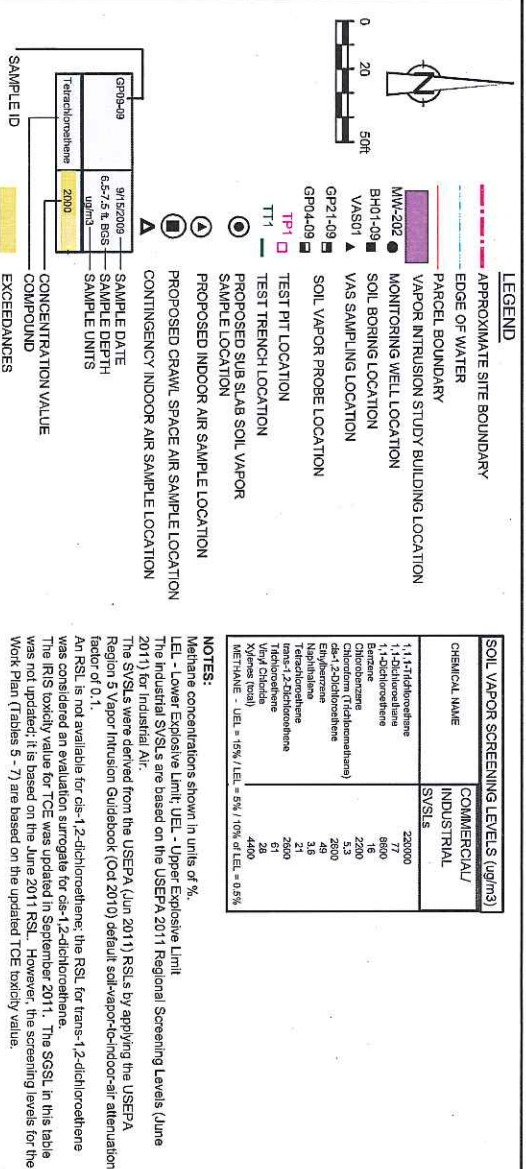 LEGEND
APPROXIMATE SITE BOUNDARY
EDGE OF WATER
PARCEL BOUNDARY
VAPOR INTRUSION STUDY BUILDING LOCATION
MW-202 MONITORING WELL LOCATION
BH01-09 SOIL BORING LOCATION
VAS01 VAS SAMPLING LOCATION
GP21-09
GP04-09 SOIL VAPOR PROBE LOCATION
TP1 TEST PIT LOCATION
TT1 TEST TRENCH LOCATION
PROPOSED SUB SLAB SOIL VAPOR
SAMPLE LOCATION
PROPOSED INDOOR AIR SAMPLE LOCATION
PROPOSED CRAWL SPACE AIR SAMPLE LOCATION
CONTINGENCY INDOOR AIR SAMPLE LOCATION
N
0 20 50ft
GP09-09 9/15/2009 SAMPLE DATE
6.5-7.5 ft. BGS SAMPLE DEPTH
ug/m3 SAMPLE UNITS
Tetrachloroethene 2000 CONCENTRATION VALUE
COMPOUND
SAMPLE ID
EXCEEDANCES
SOIL VAPOR SCREENING LEVELS (ug/m3)
CHEMICAL NAME COMMERCIAL/
INDUSTRIAL
SVSLs
1,1,1-Trichloroethane 220000
1,1-Dichloroethane 77
1,1-Dichloroethene 8800
Benzene 16
Chlorobenzene 2200
Chloroform (Trichloromethane) 5.3
cis-1,2-Dichloroethene 2600
Ethylbenzene 49
Naphthalene 3.6
Tetrachloroethene 21
trans-1,2-Dichloroethene 2600
Trichloroethene 61
Vinyl Chloride 28
Xylenes (total) 4400
METHANE - UEL = 15% / LEL = 5% / 10% of LEL = 0.5%
NOTES:
Methane concentrations shown in units of %.
LEL - Lower Explosive Limit; UEL - Upper Explosive Limit
The industrial SVSLs are based on the USEPA 2011 Regional Screening Levels (June
2011) for Industrial Air.
The SVSLs were derived from the USEPA (Jun 2011) RSLs by applying the USEPA
Region 5 Vapor Intrusion Guidebook (Oct 2010) default soil-vapor-to-indoor-air attenuation
factor of 0.1.
An RSL is not available for cis-1,2-dichloroethene; the RSL for trans-1,2-dichloroethene
was considered an evaluation surrogate for cis-1,2-dichloroethene.
The IRIS toxicity value for TCE was updated in September 2011. The SGSL in this table
was not updated; it is based on the June 2011 RSL. However, the screening levels for the
Work Plan (Tables 5 - 7) are based on the updated TCE toxicity value.